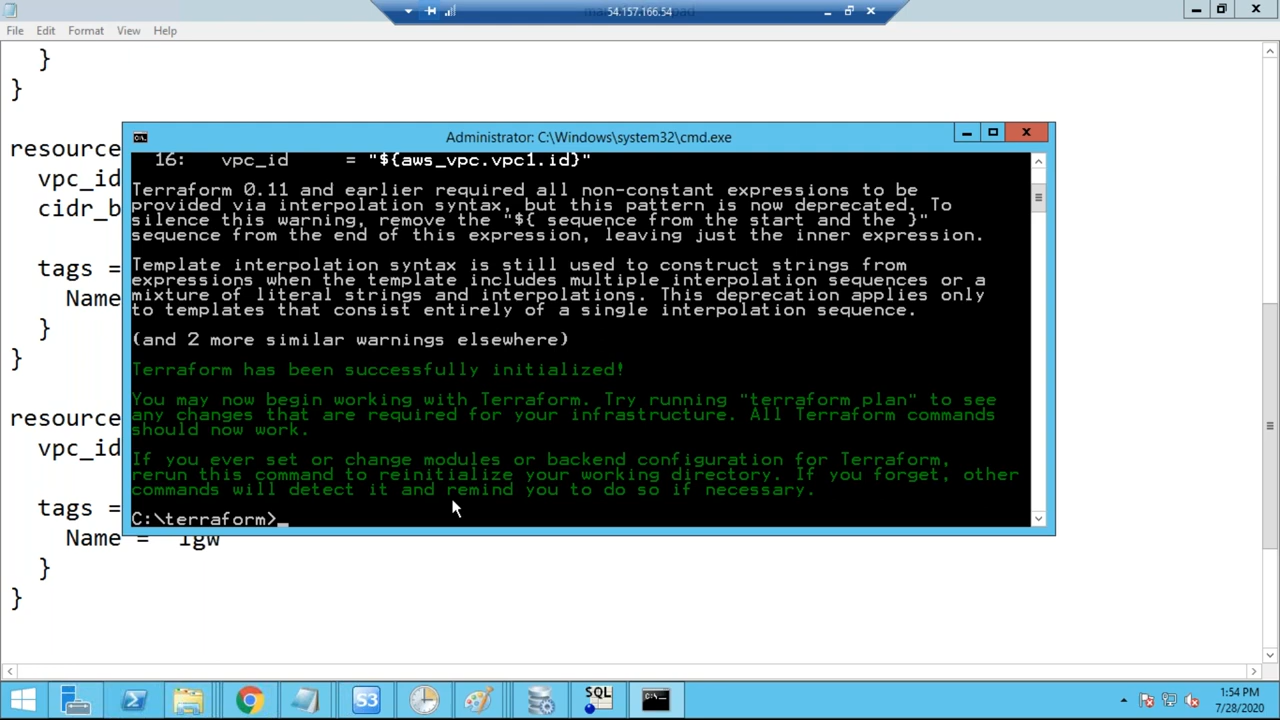 54.157.166.54
File Edit Format View Help
}
}
resource
vpc_id
cidr_b
tags =
Name
}
}
resource
vpc_id
tags =
Name = igw
}
}
Administrator: C:\Windows\system32\cmd.exe
16: vpc_id = "${aws_vpc.vpc1.id}"
Terraform 0.11 and earlier required all non-constant expressions to be
provided via interpolation syntax, but this pattern is now deprecated. To
silence this warning, remove the "${ sequence from the start and the }"
sequence from the end of this expression, leaving just the inner expression.
Template interpolation syntax is still used to construct strings from
expressions when the template includes multiple interpolation sequences or a
mixture of literal strings and interpolations. This deprecation applies only
to templates that consist entirely of a single interpolation sequence.
(and 2 more similar warnings elsewhere)
Terraform has been successfully initialized!
You may now begin working with Terraform. Try running "terraform plan" to see
any changes that are required for your infrastructure. All Terraform commands
should now work.
If you ever set or change modules or backend configuration for Terraform,
rerun this command to reinitialize your working directory. If you forget, other
commands will detect it and remind you to do so if necessary.
C:\terraform>_
S3
SQL
1:54 PM
7/28/2020